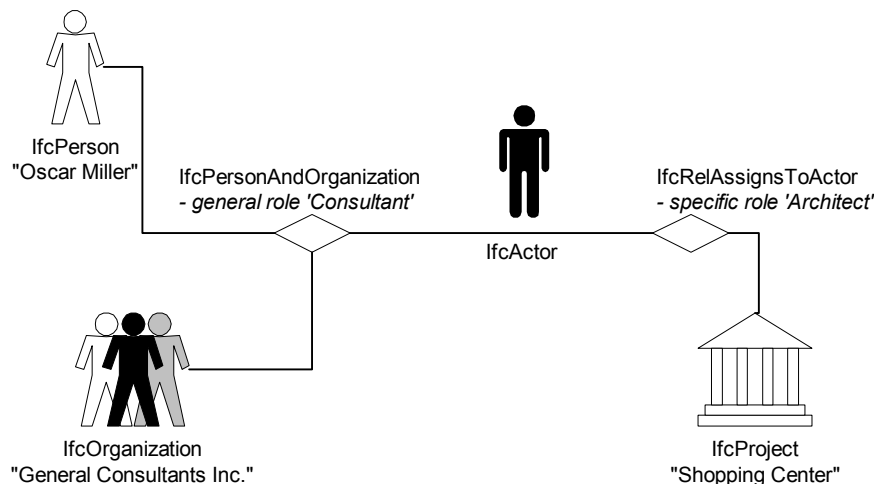 IfcPerson
"Oscar Miller"
IfcPersonAndOrganization
- general role 'Consultant'
IfcActor
IfcRelAssignsToActor
- specific role 'Architect'
IfcOrganization
"General Consultants Inc."
IfcProject
"Shopping Center"